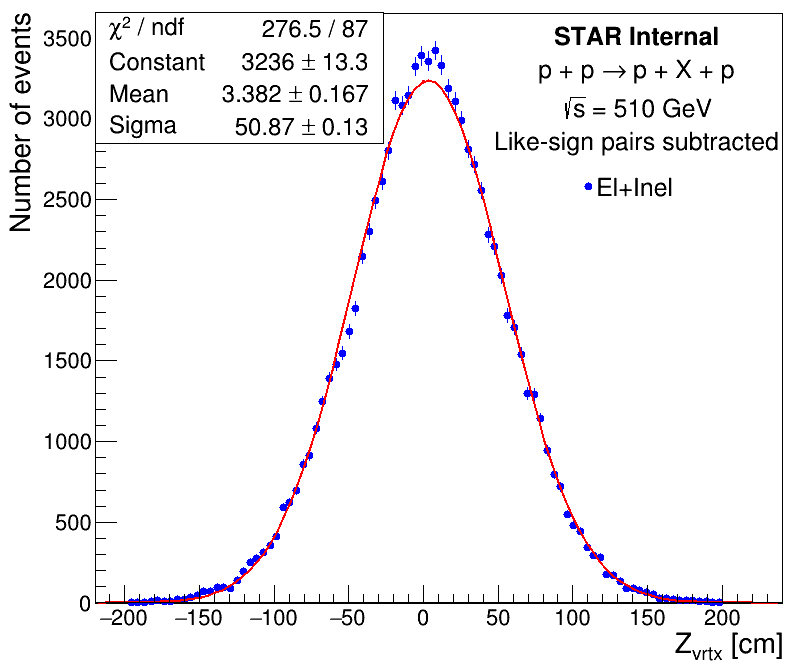 χ² / ndf 276.5 / 87
Constant 3236 ± 13.3
Mean 3.382 ± 0.167
Sigma 50.87 ± 0.13
STAR Internal
p + p → p + X + p
√s = 510 GeV
Like-sign pairs subtracted
El+Inel
Number of events
3500
3000
2500
2000
1500
1000
500
0
−200 −150 −100 −50 0 50 100 150 200
Z_vrtx [cm]